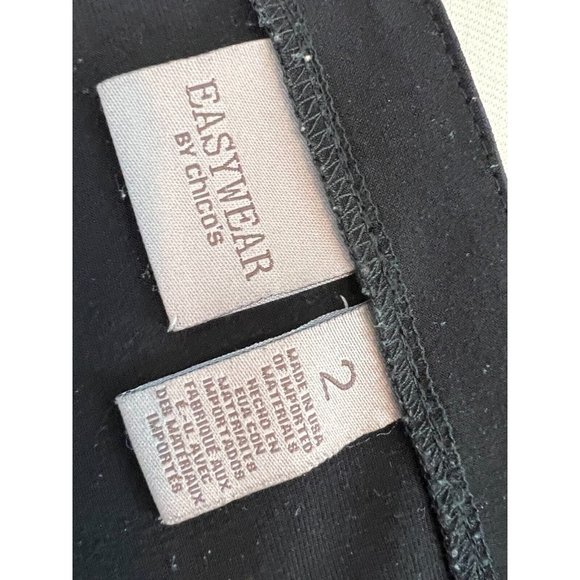 EASYWEAR
BY chico's
2
MADE IN USA
OF IMPORTED
MATERIALS
HECHO EN
EUA CON
MATERIALES
IMPORTADOS
FABRIQUÉ AUX
É.-U. AVEC
DES MATÉRIAUX
IMPORTÉS